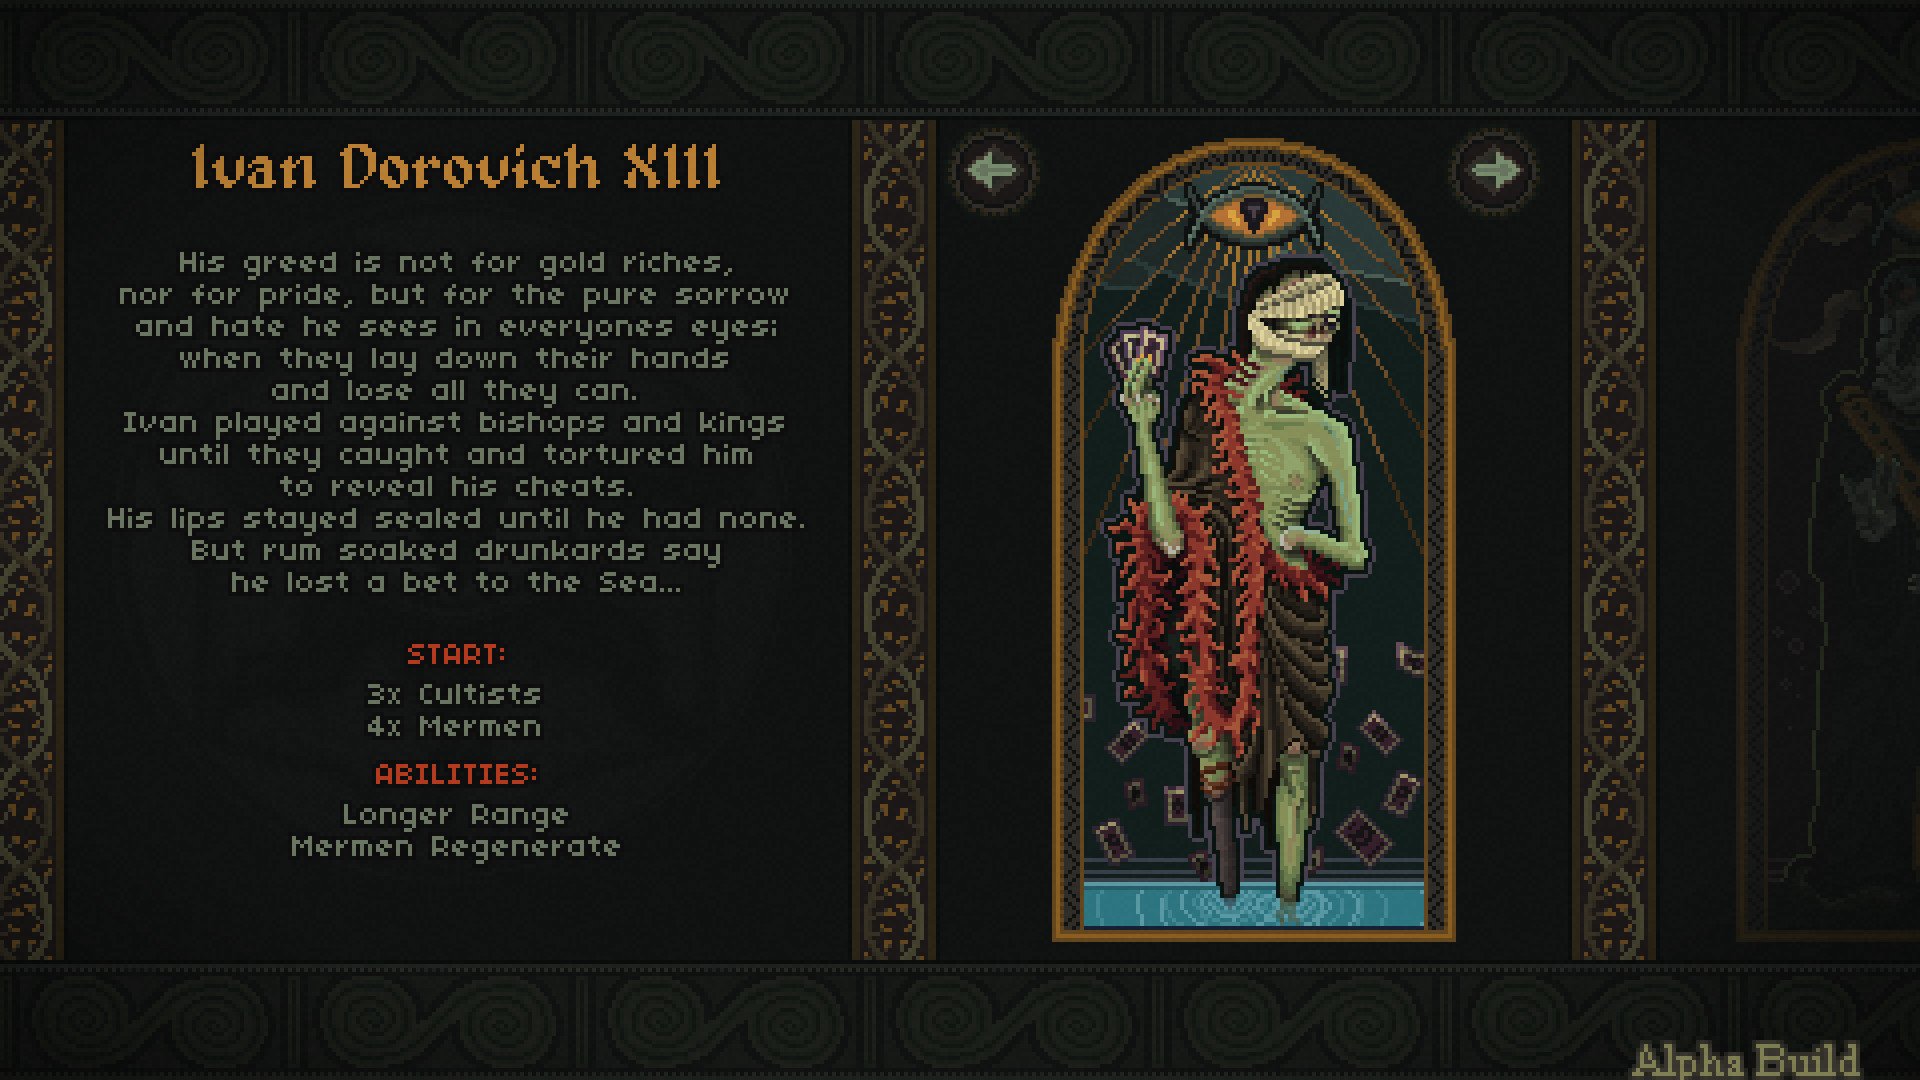 Ivan Dorovich XIII
His greed is not for gold riches,
nor for pride, but for the pure sorrow
and hate he sees in everyones eyes;
when they lay down their hands
and lose all they can.
Ivan played against bishops and kings
until they caught and tortured him
to reveal his cheats.
His lips stayed sealed until he had none.
But rum soaked drunkards say
he lost a bet to the Sea...
START:
3x Cultists
4x Mermen
ABILITIES:
Longer Range
Mermen Regenerate
Alpha Build